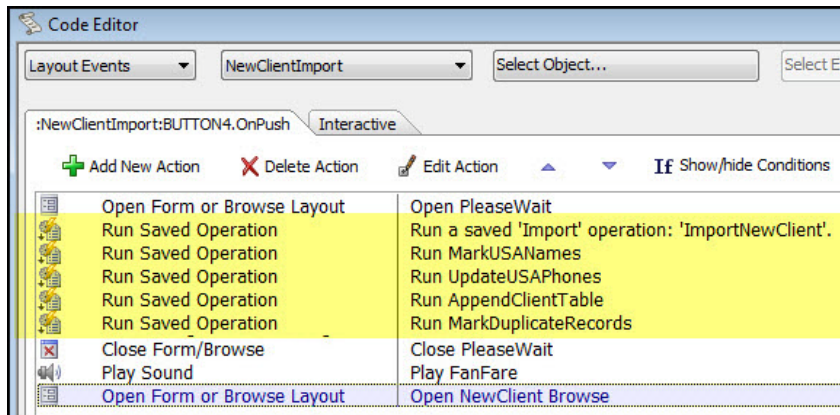 Code Editor
Layout Events NewClientImport Select Object... Select E
:NewClientImport:BUTTON4.OnPush Interactive
Add New Action Delete Action Edit Action If Show/hide Conditions
Open Form or Browse Layout Open PleaseWait
Run Saved Operation Run a saved 'Import' operation: 'ImportNewClient'.
Run Saved Operation Run MarkUSANames
Run Saved Operation Run UpdateUSAPhones
Run Saved Operation Run AppendClientTable
Run Saved Operation Run MarkDuplicateRecords
Close Form/Browse Close PleaseWait
Play Sound Play FanFare
Open Form or Browse Layout Open NewClient Browse